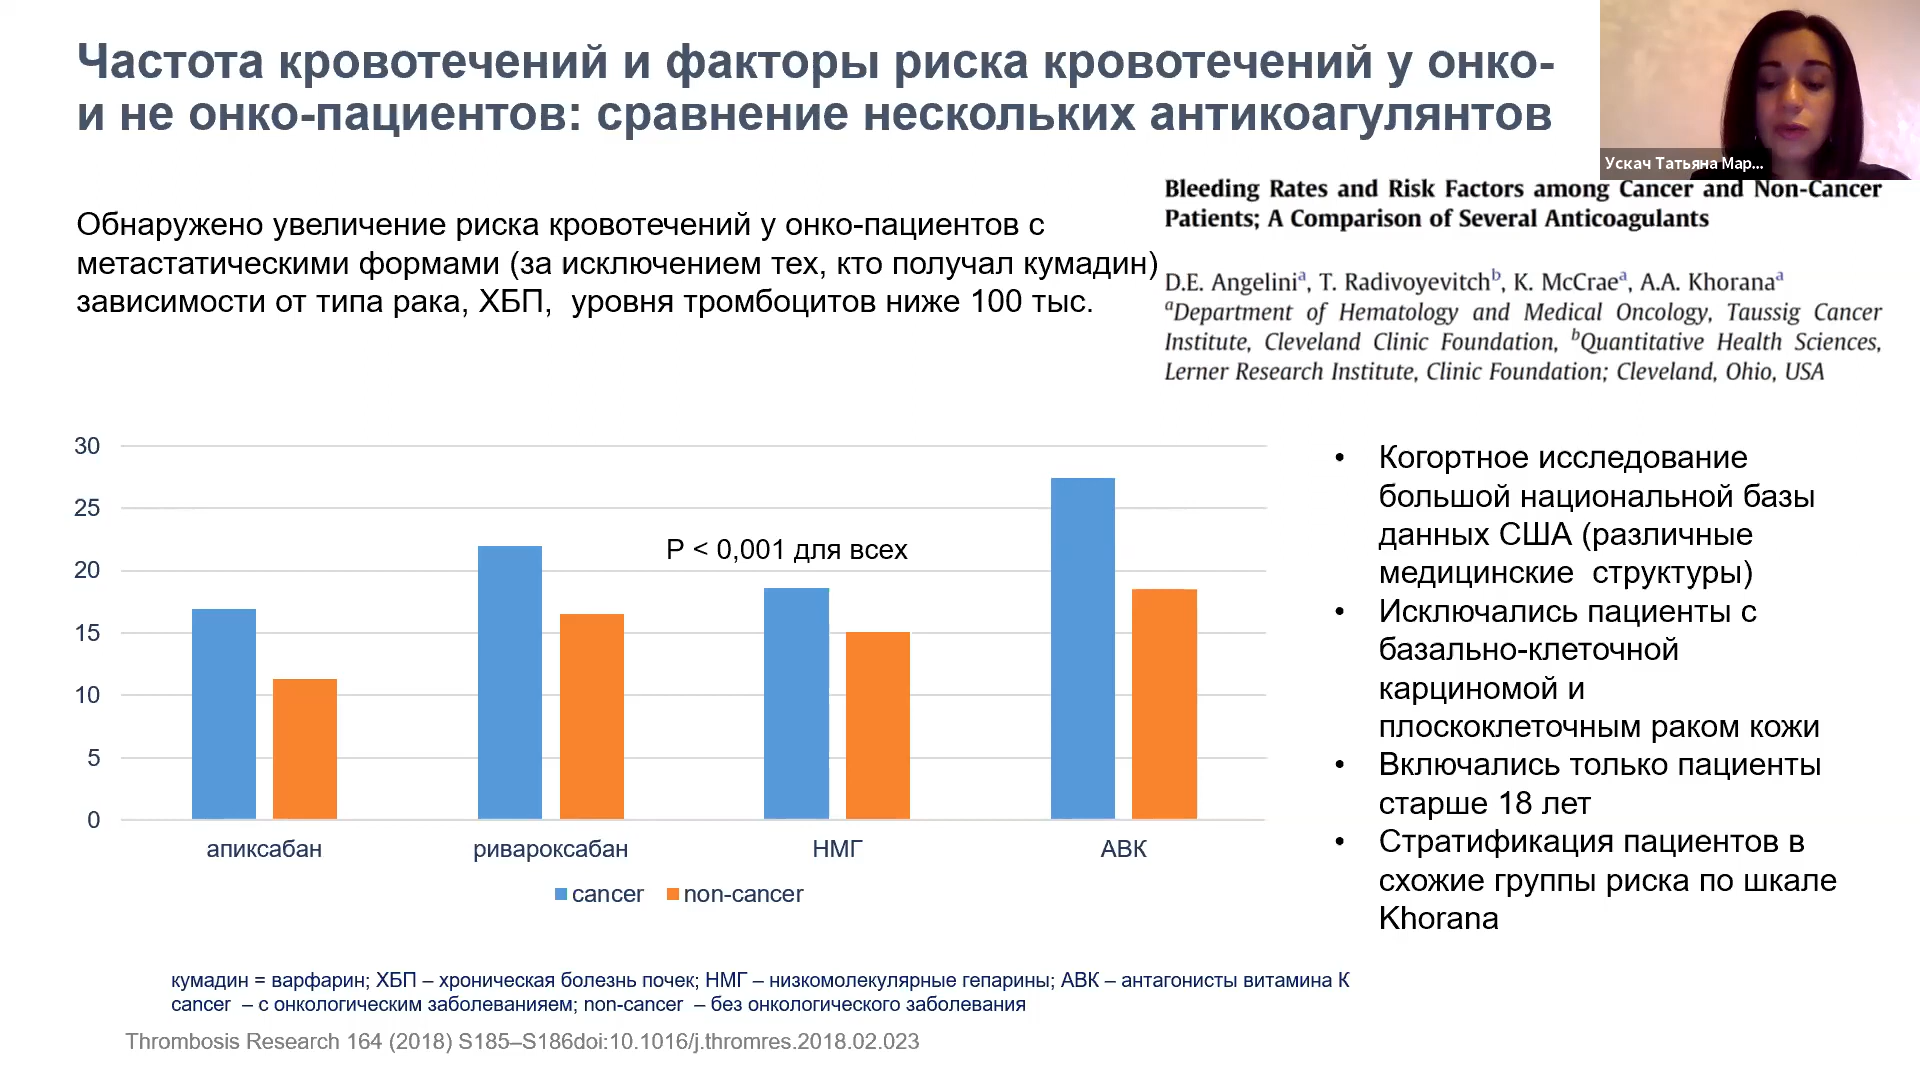 Частота кровотечений и факторы риска кровотечений у онко-
и не онко-пациентов: сравнение нескольких антикоагулянтов
Ускач Татьяна Мар...
Обнаружено увеличение риска кровотечений у онко-пациентов с
метастатическими формами (за исключением тех, кто получал кумадин)
зависимости от типа рака, ХБП, уровня тромбоцитов ниже 100 тыс.
Bleeding Rates and Risk Factors among Cancer and Non-Cancer
Patients; A Comparison of Several Anticoagulants
D.E. Angelini^a, T. Radivoyevitch^b, K. McCrae^a, A.A. Khorana^a
^aDepartment of Hematology and Medical Oncology, Taussig Cancer
Institute, Cleveland Clinic Foundation, ^bQuantitative Health Sciences,
Lerner Research Institute, Clinic Foundation; Cleveland, Ohio, USA
30
25
20
15
10
5
0
P < 0,001 для всех
апиксабан
ривароксабан
НМГ
АВК
cancer
non-cancer
• Когортное исследование
большой национальной базы
данных США (различные
медицинские структуры)
• Исключались пациенты с
базально-клеточной
карциномой и
плоскоклеточным раком кожи
• Включались только пациенты
старше 18 лет
• Стратификация пациентов в
схожие группы риска по шкале
Khorana
кумадин = варфарин; ХБП – хроническая болезнь почек; НМГ – низкомолекулярные гепарины; АВК – антагонисты витамина К
cancer – с онкологическим заболеванияем; non-cancer – без онкологического заболевания
Thrombosis Research 164 (2018) S185–S186doi:10.1016/j.thromres.2018.02.023